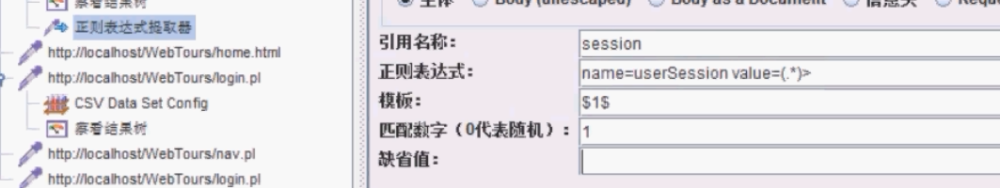 察看结果树
正则表达式提取器
http://localhost/WebTours/home.html
http://localhost/WebTours/login.pl
CSV Data Set Config
察看结果树
http://localhost/WebTours/nav.pl
http://localhost/WebTours/login.pl
主体 Body (unescaped) Body as a Document 信息头
引用名称： session
正则表达式： name=userSession value=(.*)>
模板： $1$
匹配数字（0代表随机）： 1
缺省值：